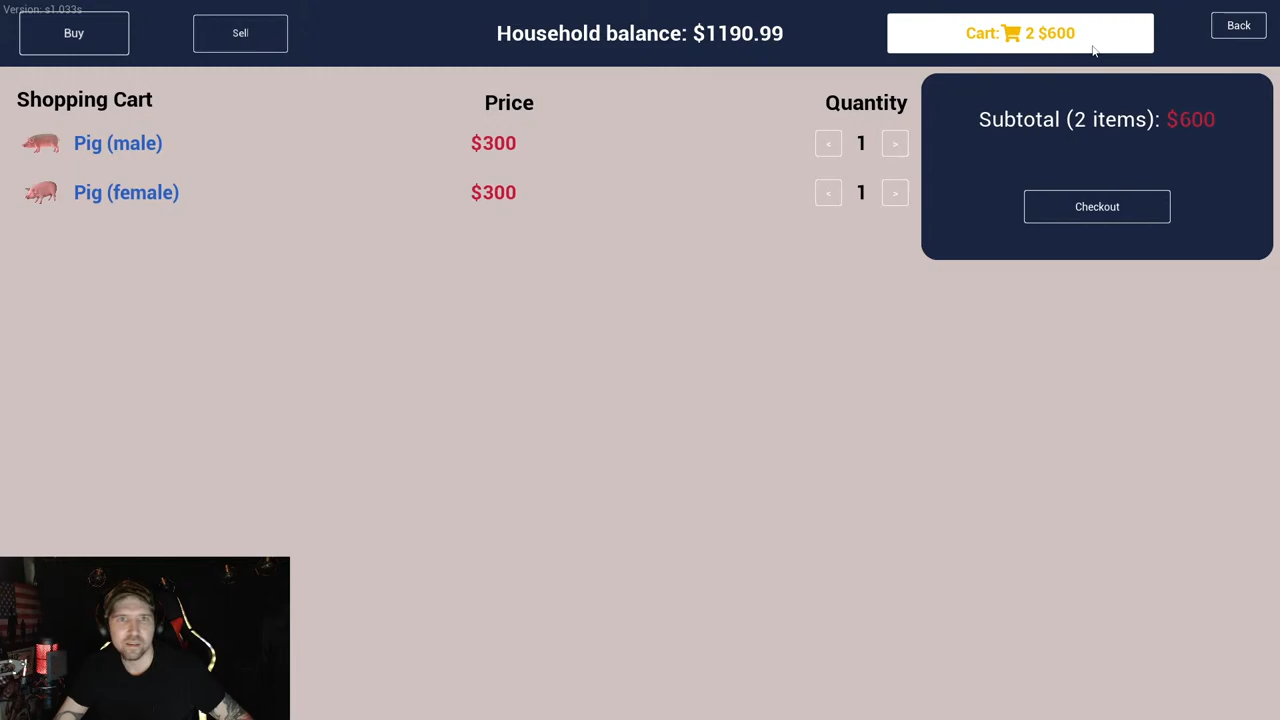 Version: s1.033s
Buy
Sell
Household balance: $1190.99
Cart: 2 $600
Back
Shopping Cart
Price
Quantity
Subtotal (2 items): $600
Pig (male)
$300
< 1 >
Pig (female)
$300
< 1 >
Checkout